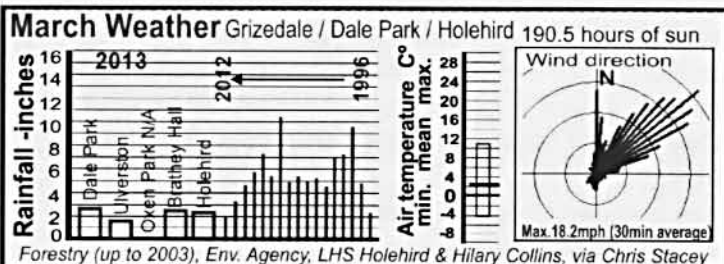 March Weather Grizedale / Dale Park / Holehird 190.5 hours of sun
Rainfall -inches
16
14
12
10
8
6
4
2
0
2013
2012
1996
Dale Park
Ulverston
Oxen Park N/A
Brathey Hall
Holehird
Air temperature C°
min. mean max.
28
24
20
16
12
8
4
0
-4
-8
Wind direction
N
Max.18.2mph (30min average)
Forestry (up to 2003), Env. Agency, LHS Holehird & Hilary Collins, via Chris Stacey